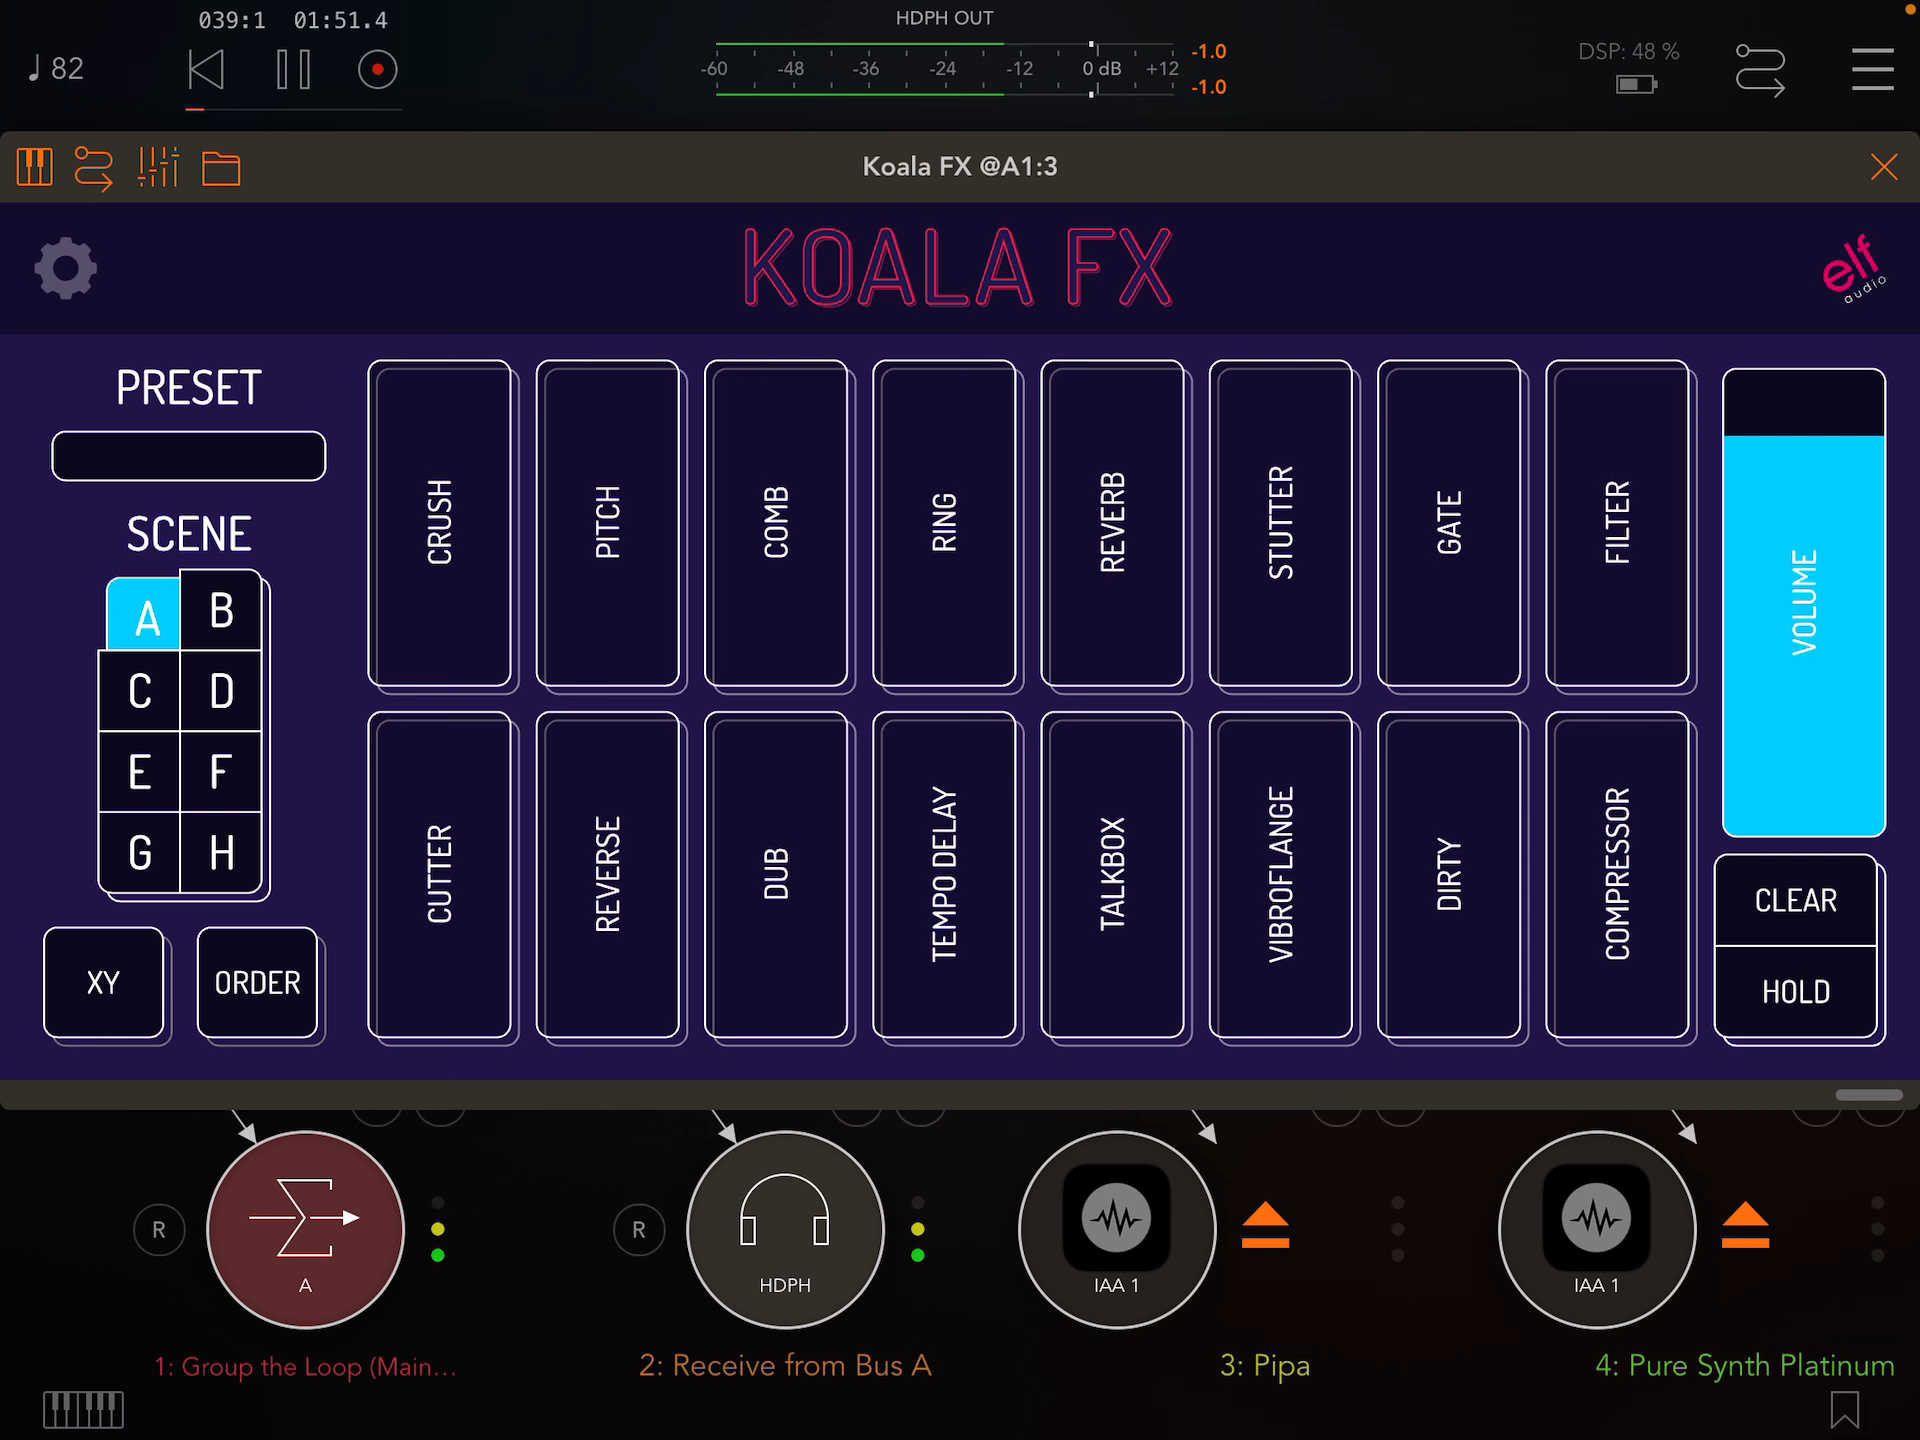 039:1 01:51.4
82
HDPH OUT
-60 -48 -36 -24 -12 0 dB +12
-1.0
-1.0
DSP: 48 %
Koala FX @A1:3
KOALA FX
elf
audio
PRESET
SCENE
A B
C D
E F
G H
XY ORDER
CRUSH PITCH COMB RING REVERB STUTTER GATE FILTER
CUTTER REVERSE DUB TEMPO DELAY TALKBOX VIBROFLANGE DIRTY COMPRESSOR
VOLUME
CLEAR
HOLD
R A R HDPH IAA 1 IAA 1
1: Group the Loop (Main... 2: Receive from Bus A 3: Pipa 4: Pure Synth Platinum